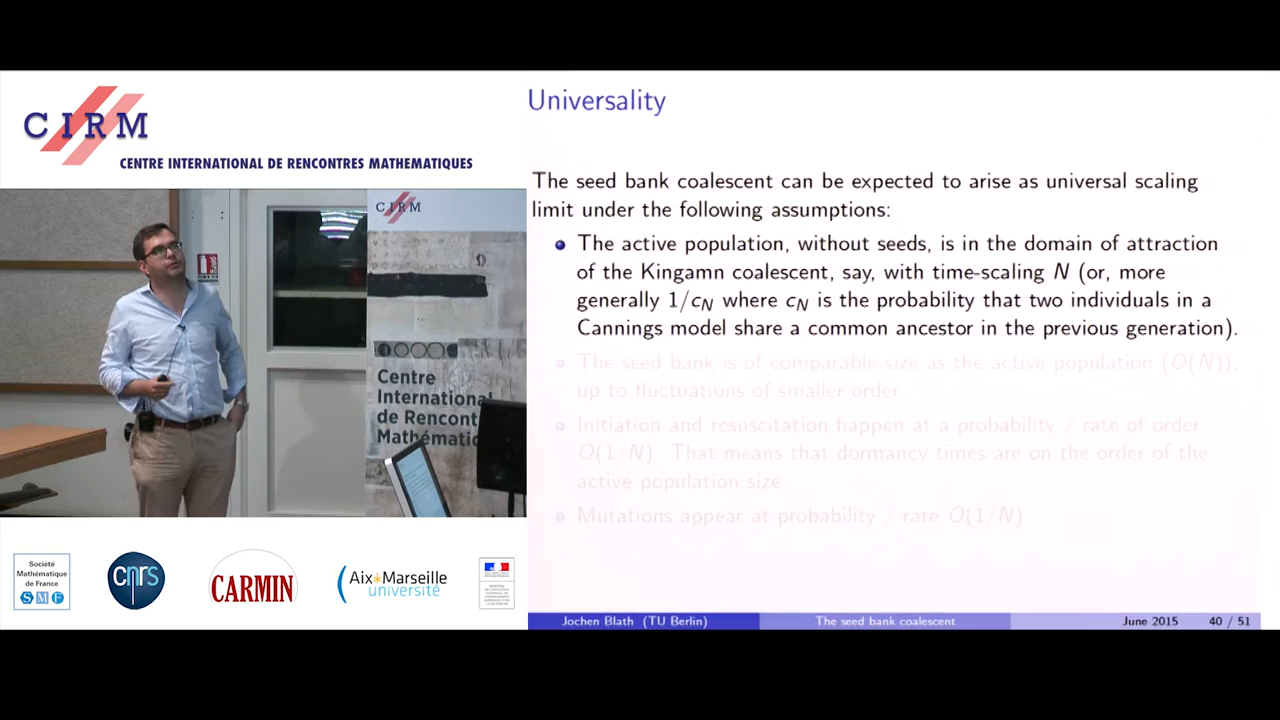 CIRM
CENTRE INTERNATIONAL DE RENCONTRES MATHEMATIQUES
CIRM
Centre
International
de Rencont
Mathématic
Société
Mathématique
de France
S M F
cnrs
CARMIN
Aix*Marseille
université
Universality
The seed bank coalescent can be expected to arise as universal scaling
limit under the following assumptions:
The active population, without seeds, is in the domain of attraction
of the Kingamn coalescent, say, with time-scaling N (or, more
generally 1/cN where cN is the probability that two individuals in a
Cannings model share a common ancestor in the previous generation).
The seed bank is of comparable size as the active population (O(N)),
up to fluctuations of smaller order.
Initiation and resuscitation happen at a probability / rate of order
O(1/N). That means that dormancy times are on the order of the
active population size.
Mutations appear at probability / rate O(1/N)
Jochen Blath (TU Berlin) The seed bank coalescent June 2015 40 / 51